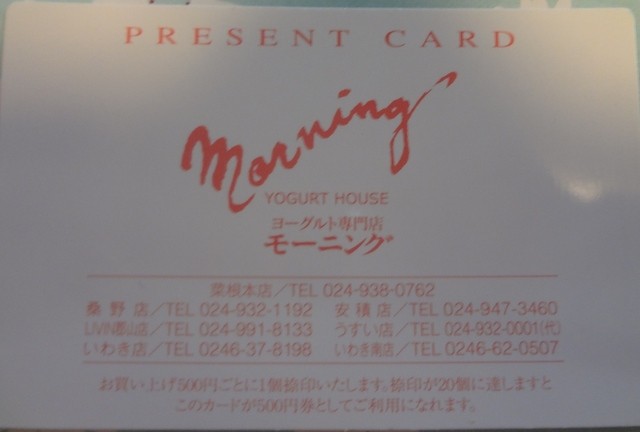 PRESENT CARD
Morning
YOGURT HOUSE
ヨーグルト専門店
モーニング
菜根本店／TEL 024-938-0762
桑野店／TEL 024-932-1192 安積店／TEL 024-947-3460
LIVIN郡山店／TEL 024-991-8133 うすい店／TEL 024-932-0001(代)
いわき店／TEL 0246-37-8198 いわき南店／TEL 0246-62-0507
お買い上げ500円ごとに1個捺印いたします。捺印が20個に達しますと
このカードが500円券としてご利用になれます。